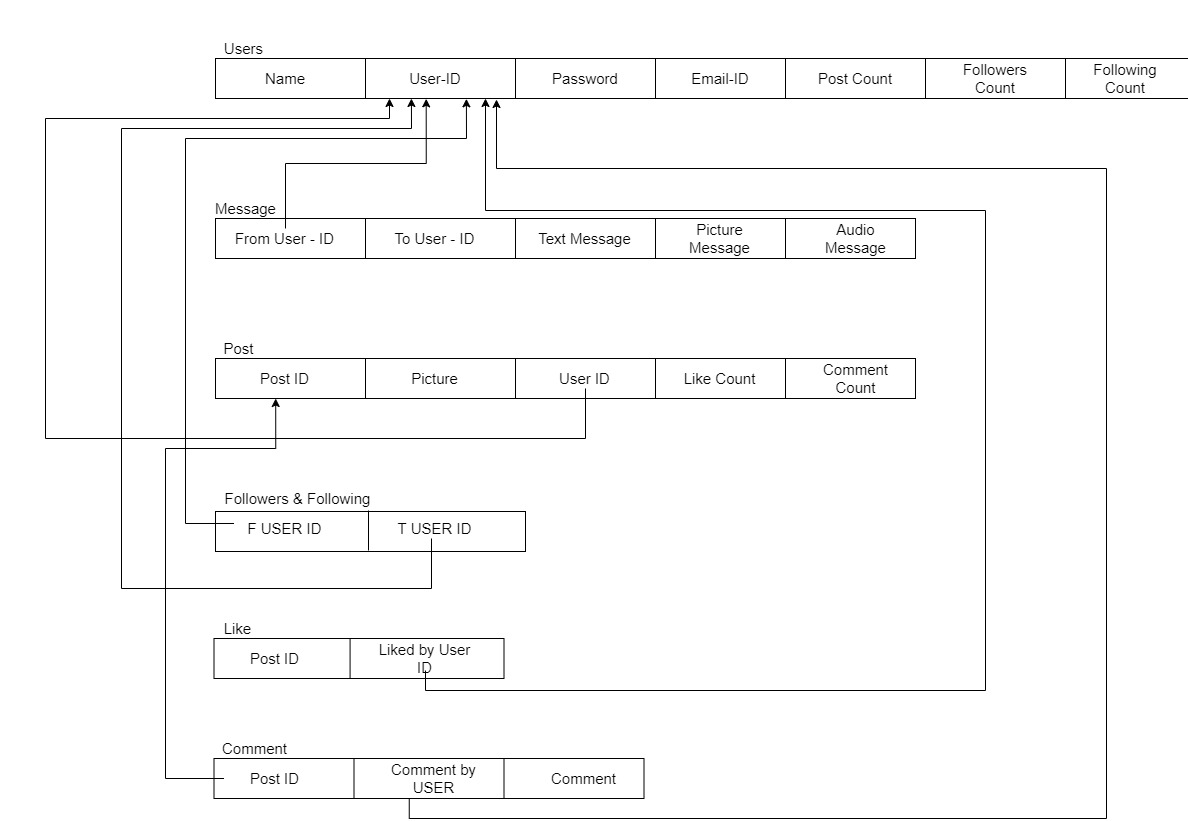 Users
Name
User-ID
Password
Email-ID
Post Count
Followers
Count
Following
Count
Message
From User - ID
To User - ID
Text Message
Picture
Message
Audio
Message
Post
Post ID
Picture
User ID
Like Count
Comment
Count
Followers & Following
F USER ID
T USER ID
Like
Post ID
Liked by User
ID
Comment
Post ID
Comment by
USER
Comment